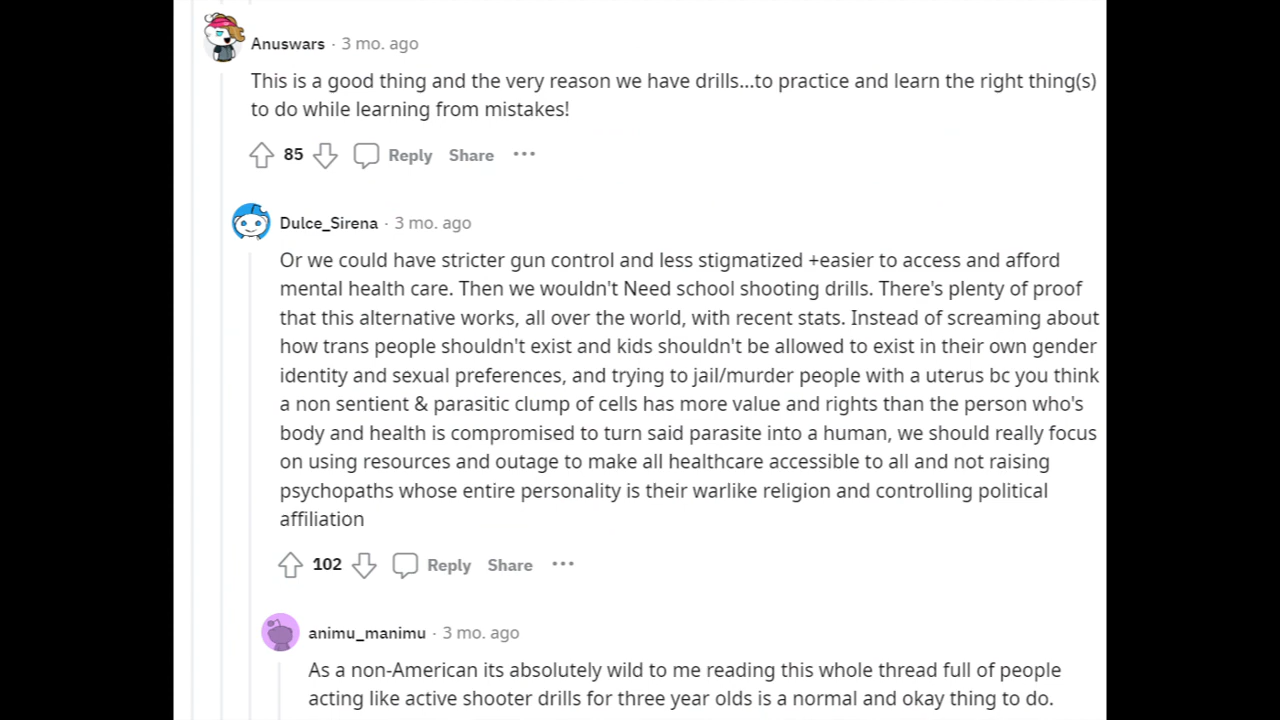 Anuswars · 3 mo. ago
This is a good thing and the very reason we have drills...to practice and learn the right thing(s)
to do while learning from mistakes!
85 Reply Share ···
Dulce_Sirena · 3 mo. ago
Or we could have stricter gun control and less stigmatized +easier to access and afford
mental health care. Then we wouldn't Need school shooting drills. There's plenty of proof
that this alternative works, all over the world, with recent stats. Instead of screaming about
how trans people shouldn't exist and kids shouldn't be allowed to exist in their own gender
identity and sexual preferences, and trying to jail/murder people with a uterus bc you think
a non sentient & parasitic clump of cells has more value and rights than the person who's
body and health is compromised to turn said parasite into a human, we should really focus
on using resources and outage to make all healthcare accessible to all and not raising
psychopaths whose entire personality is their warlike religion and controlling political
affiliation
102 Reply Share ···
animu_manimu · 3 mo. ago
As a non-American its absolutely wild to me reading this whole thread full of people
acting like active shooter drills for three year olds is a normal and okay thing to do.